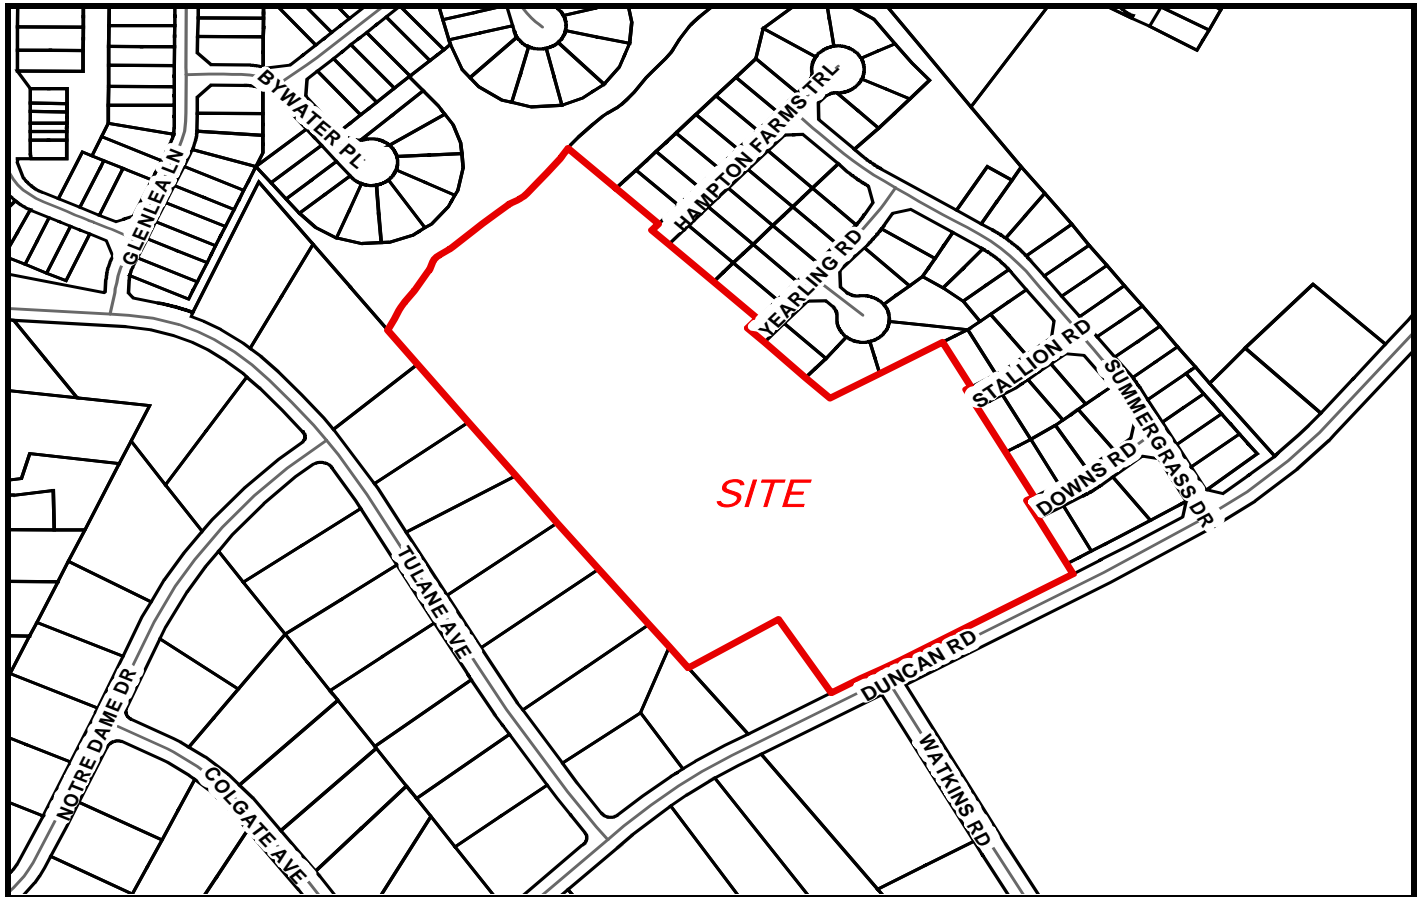 BYWATER PL
HAMPTON FARMS TRL
GLENLEA LN
YEARLING RD
STALLION RD
SUMMERGRASS DR
DOWNS RD
SITE
TULANE AVE
DUNCAN RD
NOTRE DAME DR
COLGATE AVE
WATKINS RD